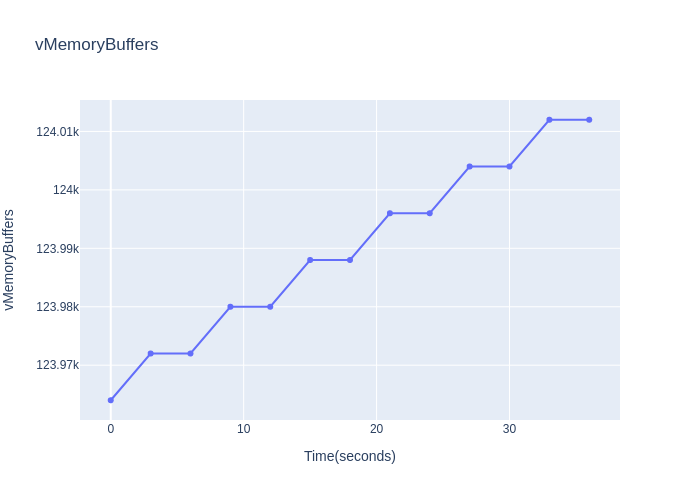 vMemoryBuffers
124.01k
124k
123.99k
123.98k
123.97k
vMemoryBuffers
0 10 20 30
Time(seconds)